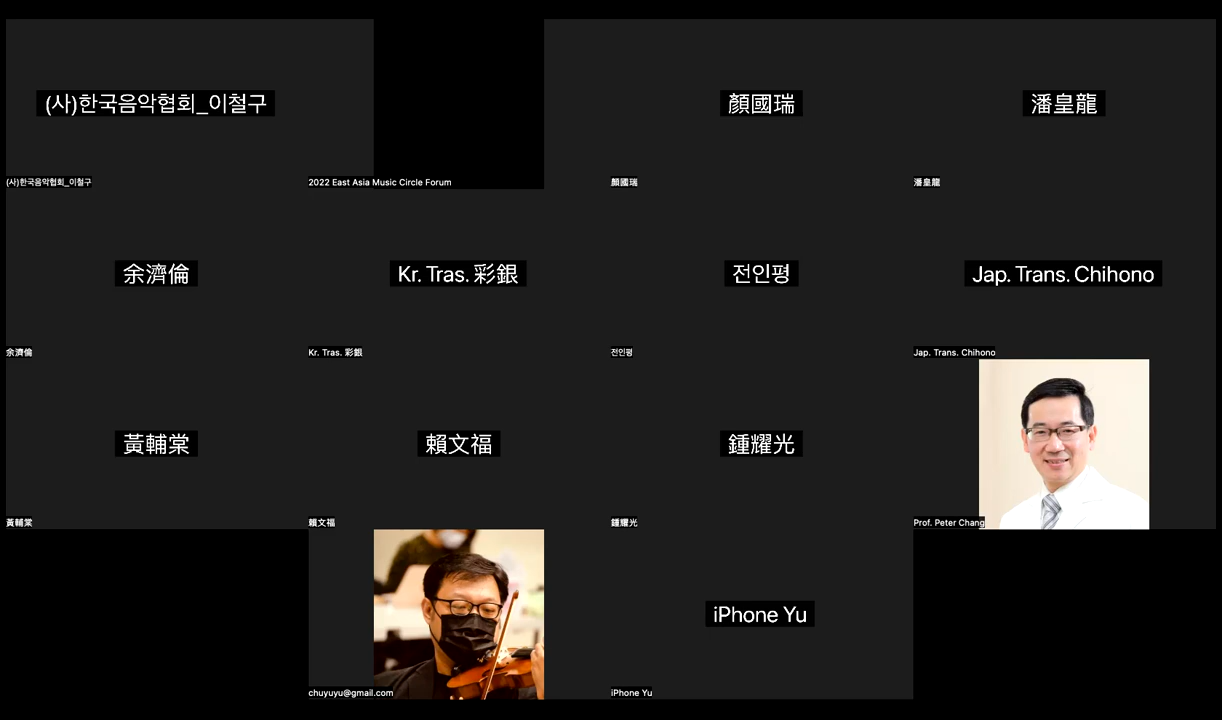 (사)한국음악협회_이철구
顏國瑞
潘皇龍
(사)한국음악협회_이철구
2022 East Asia Music Circle Forum
顏國瑞
潘皇龍
余濟倫
Kr. Tras. 彩銀
전인평
Jap. Trans. Chihono
余濟倫
Kr. Tras. 彩銀
전인평
Jap. Trans. Chihono
黃輔棠
賴文福
鍾耀光
黃輔棠
賴文福
鍾耀光
Prof. Peter Chang
iPhone Yu
chuyuyu@gmail.com
iPhone Yu